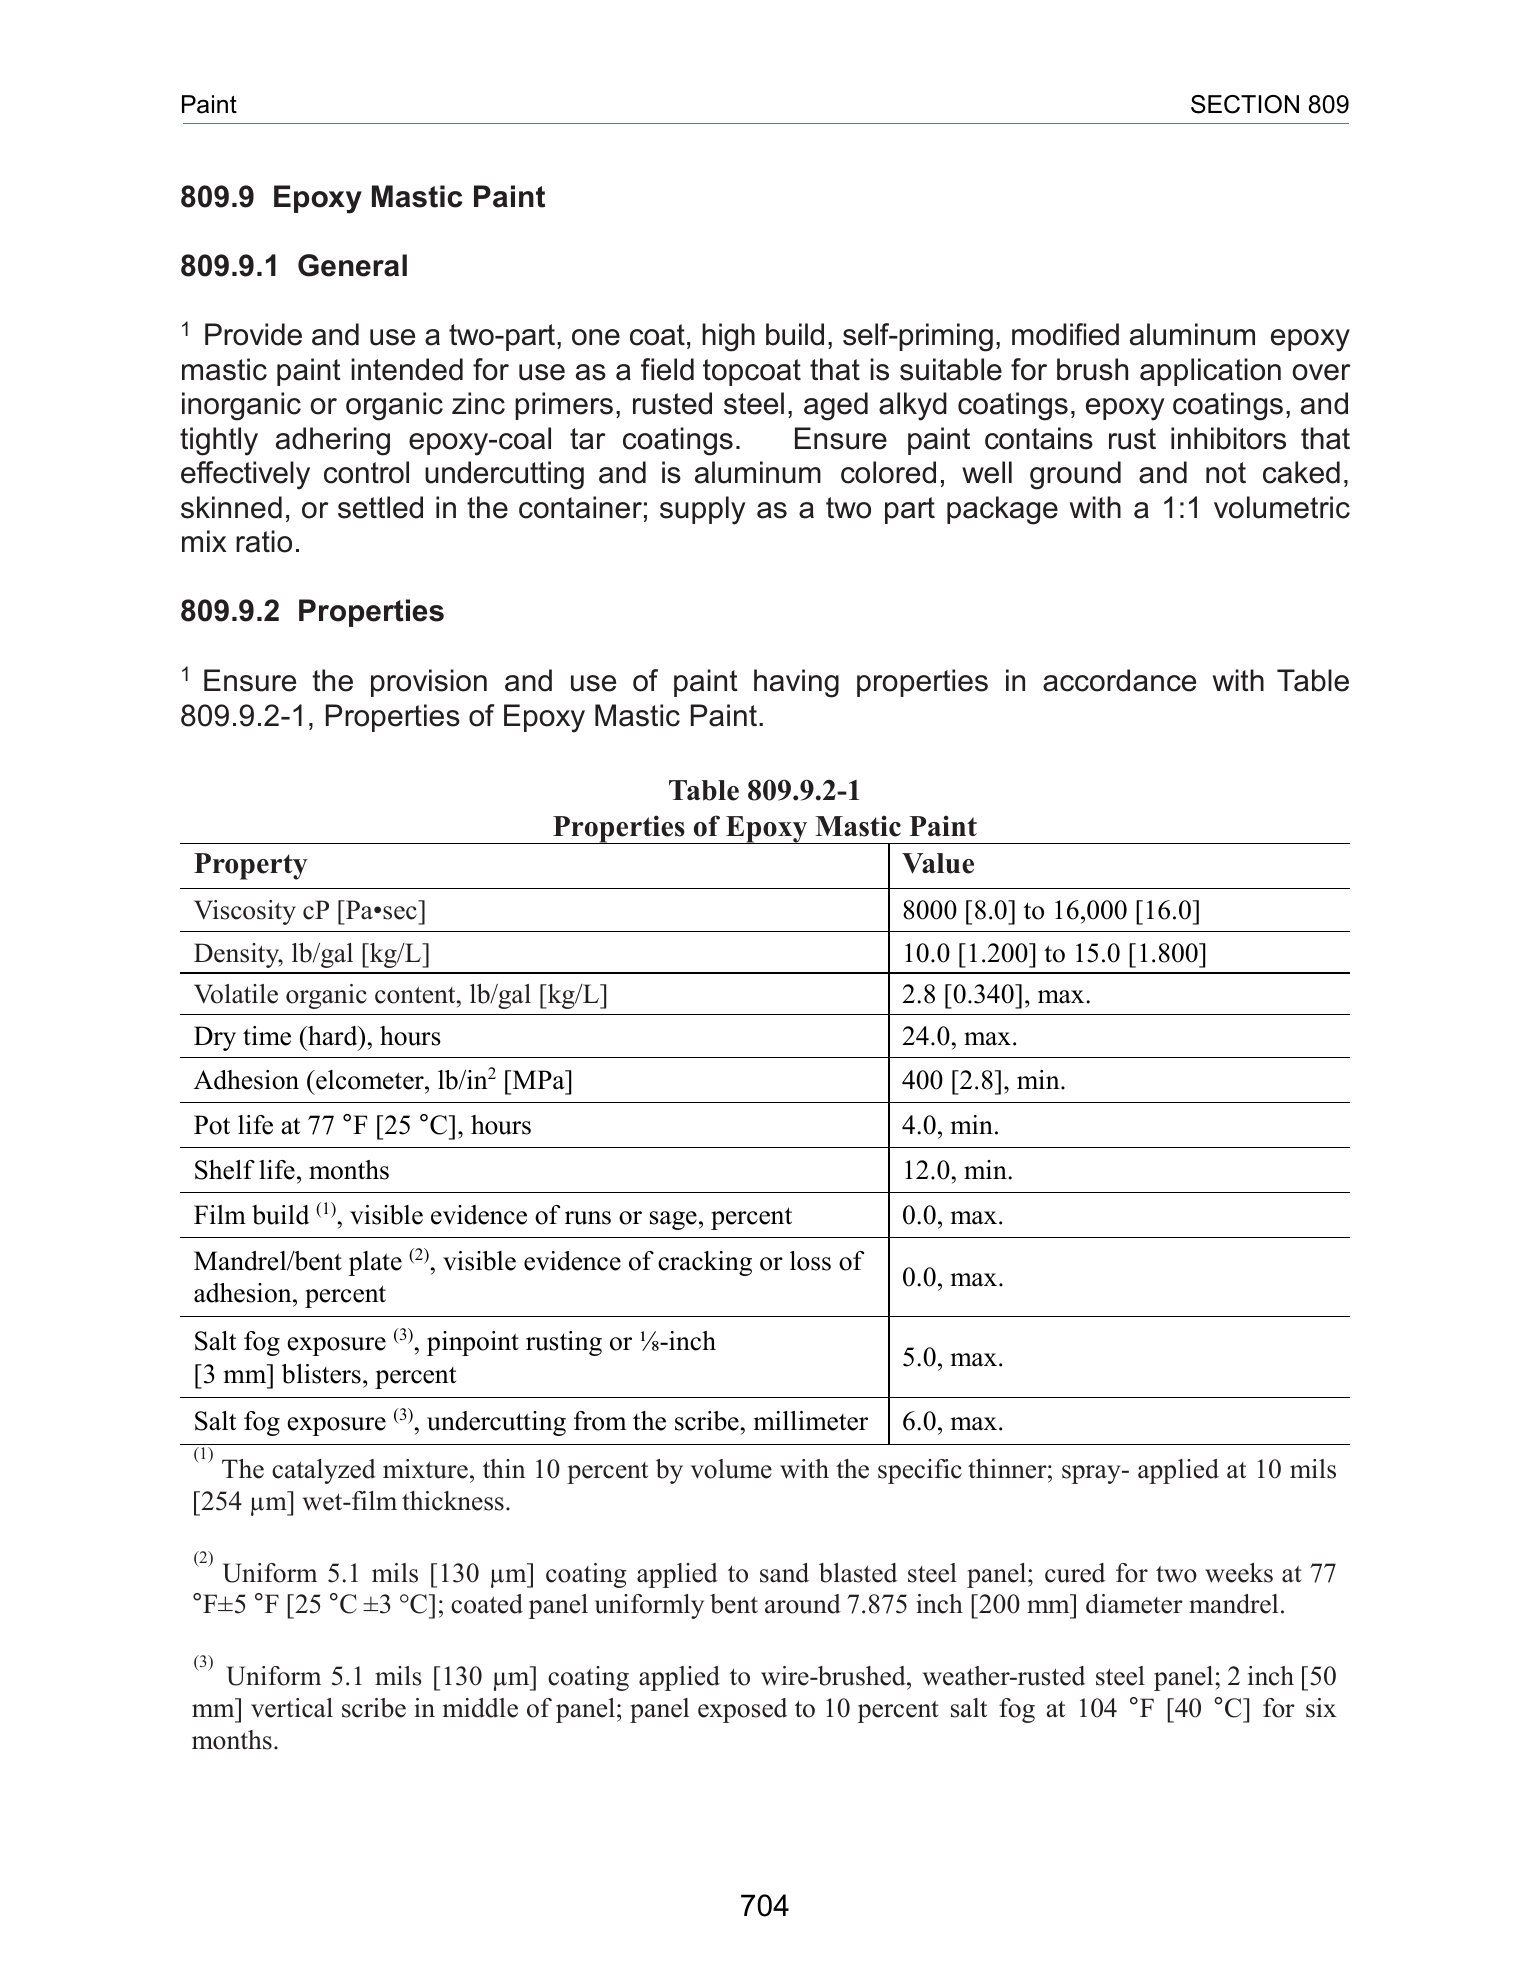 Paint SECTION 809
809.9 Epoxy Mastic Paint
809.9.1 General
1 Provide and use a two-part, one coat, high build, self-priming, modified aluminum epoxy
mastic paint intended for use as a field topcoat that is suitable for brush application over
inorganic or organic zinc primers, rusted steel, aged alkyd coatings, epoxy coatings, and
tightly adhering epoxy-coal tar coatings. Ensure paint contains rust inhibitors that
effectively control undercutting and is aluminum colored, well ground and not caked,
skinned, or settled in the container; supply as a two part package with a 1:1 volumetric
mix ratio.
809.9.2 Properties
1 Ensure the provision and use of paint having properties in accordance with Table
809.9.2-1, Properties of Epoxy Mastic Paint.
Table 809.9.2-1
Properties of Epoxy Mastic Paint
Property Value
Viscosity cP [Pa•sec] 8000 [8.0] to 16,000 [16.0]
Density, lb/gal [kg/L] 10.0 [1.200] to 15.0 [1.800]
Volatile organic content, lb/gal [kg/L] 2.8 [0.340], max.
Dry time (hard), hours 24.0, max.
Adhesion (elcometer, lb/in2 [MPa] 400 [2.8], min.
Pot life at 77 °F [25 °C], hours 4.0, min.
Shelf life, months 12.0, min.
Film build (1), visible evidence of runs or sage, percent 0.0, max.
Mandrel/bent plate (2), visible evidence of cracking or loss of
adhesion, percent 0.0, max.
Salt fog exposure (3), pinpoint rusting or ⅛-inch
[3 mm] blisters, percent 5.0, max.
Salt fog exposure (3), undercutting from the scribe, millimeter 6.0, max.
(1) The catalyzed mixture, thin 10 percent by volume with the specific thinner; spray- applied at 10 mils
[254 µm] wet-film thickness.
(2) Uniform 5.1 mils [130 µm] coating applied to sand blasted steel panel; cured for two weeks at 77
°F±5 °F [25 °C ±3 °C]; coated panel uniformly bent around 7.875 inch [200 mm] diameter mandrel.
(3) Uniform 5.1 mils [130 µm] coating applied to wire-brushed, weather-rusted steel panel; 2 inch [50
mm] vertical scribe in middle of panel; panel exposed to 10 percent salt fog at 104 °F [40 °C] for six
months.
704